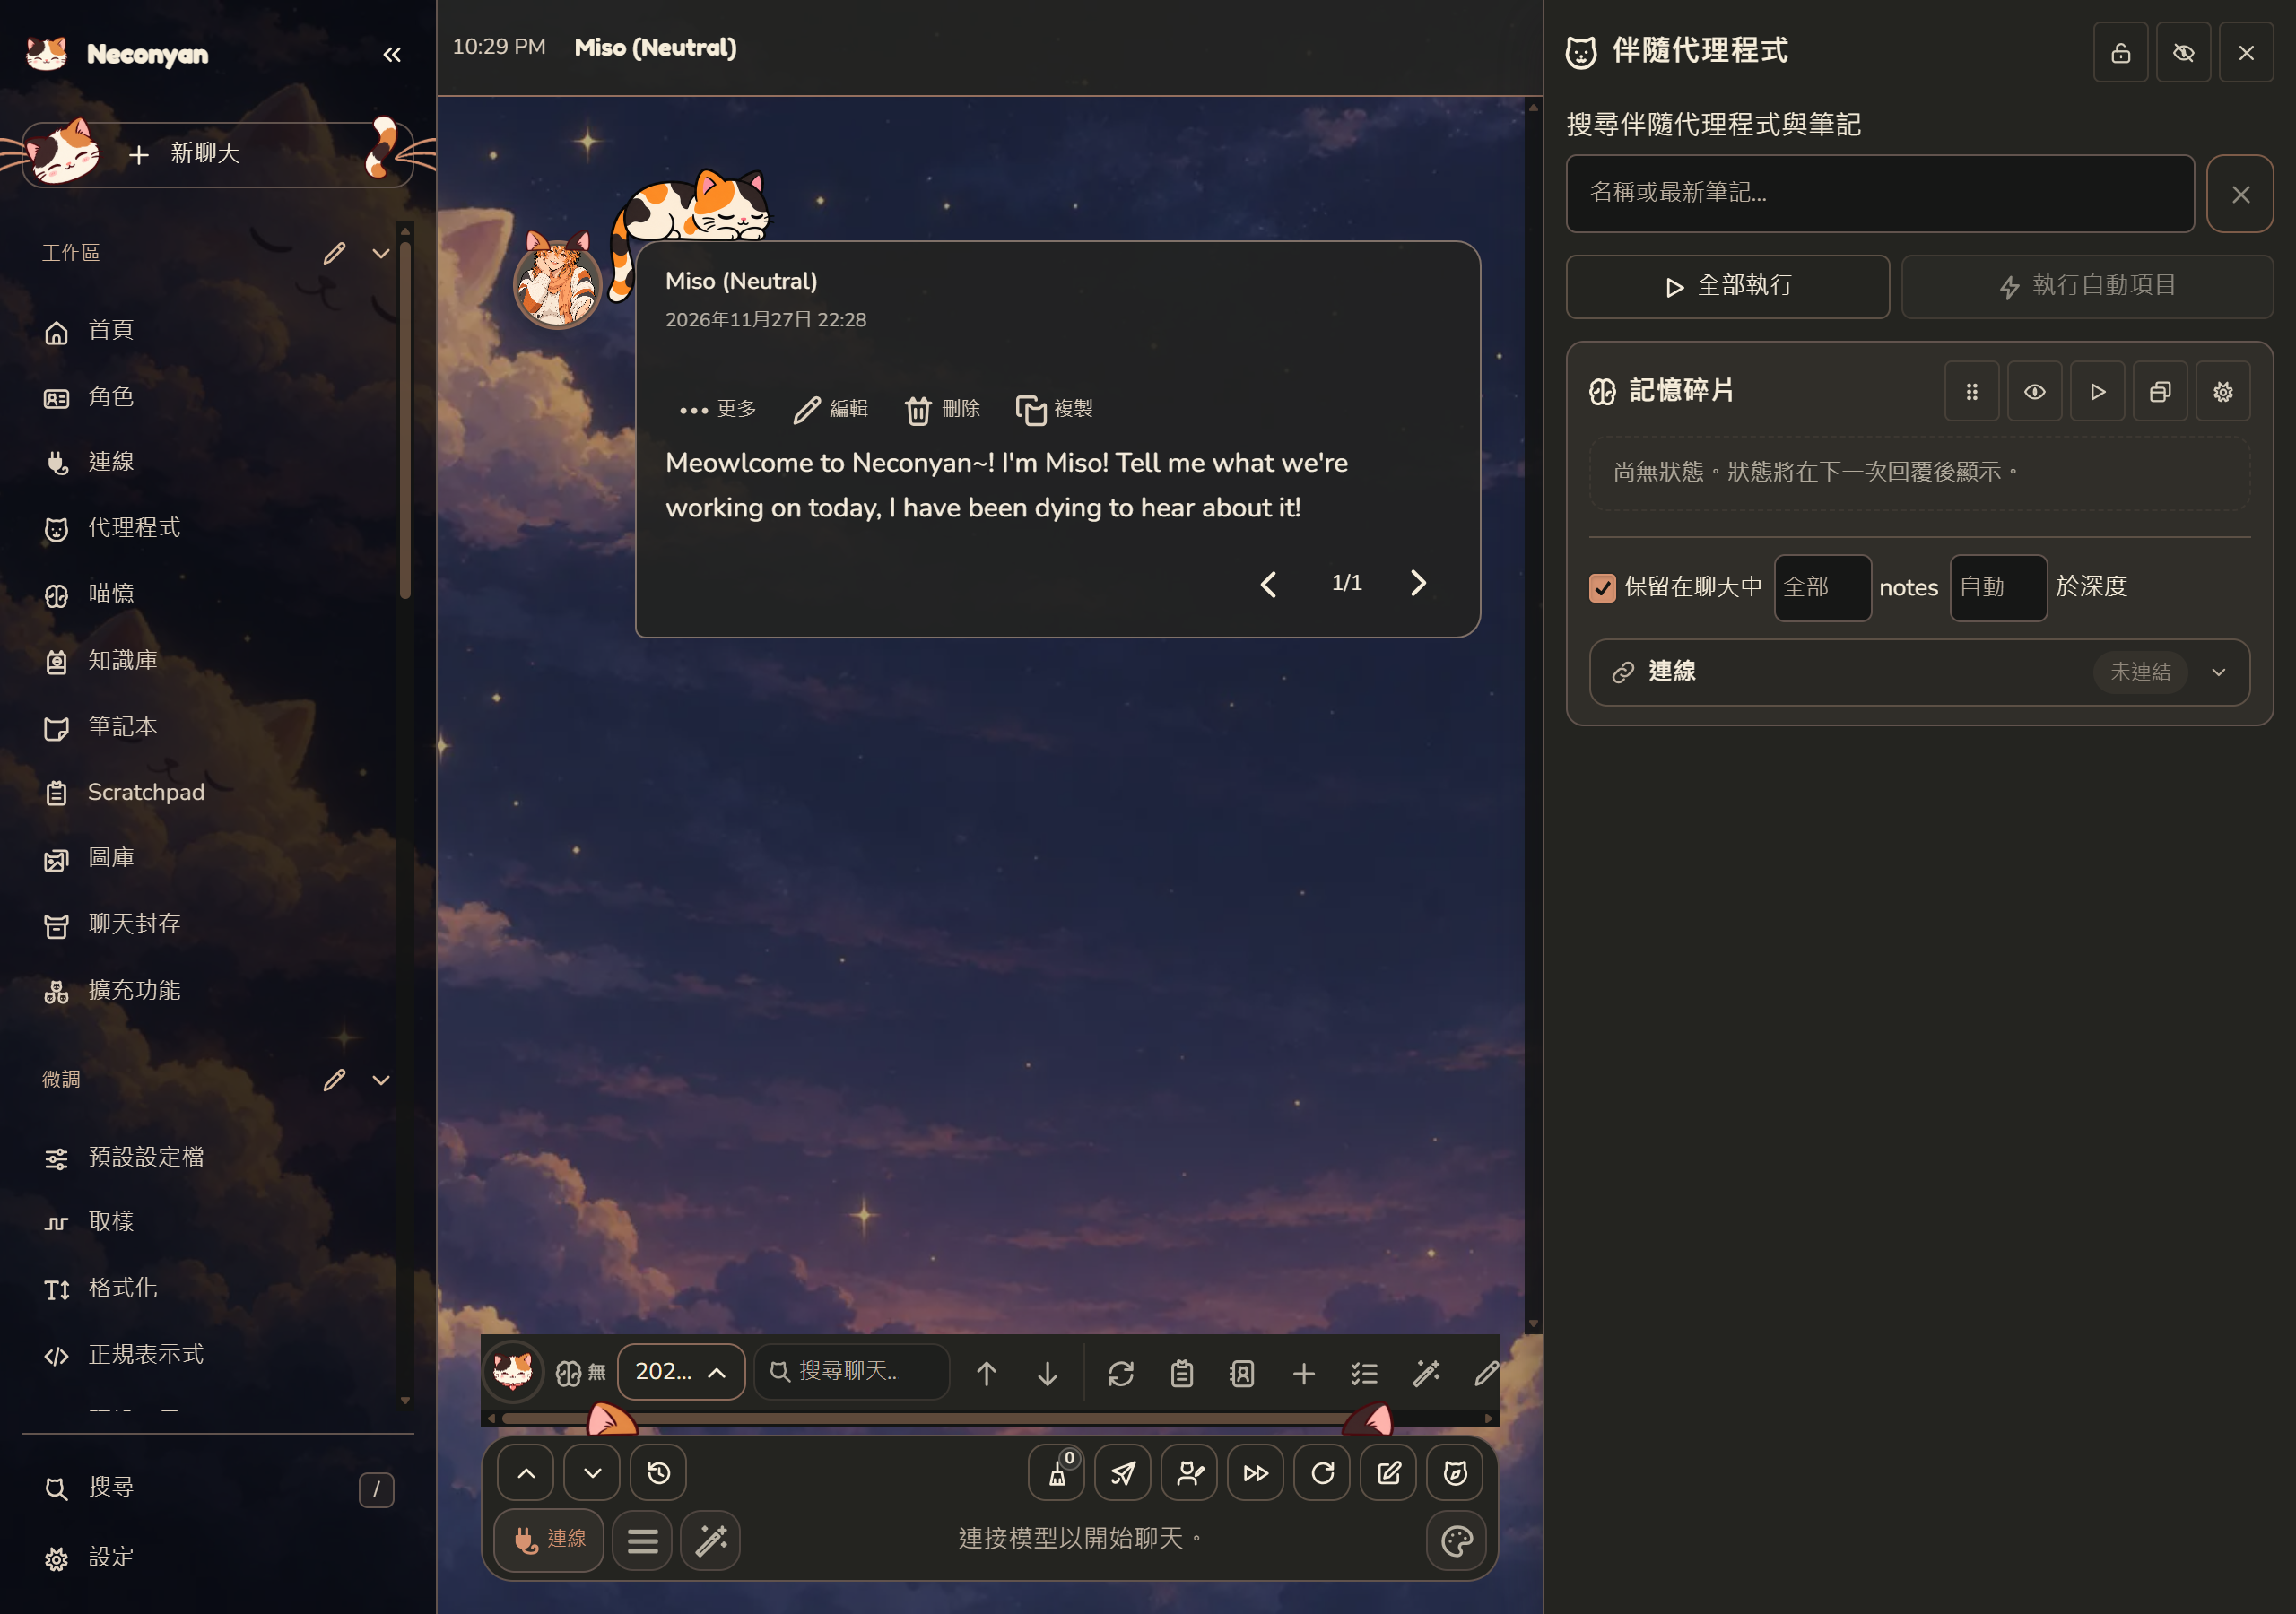 Neconyan
新聊天
工作區
首頁
角色
連線
代理程式
喵憶
知識庫
筆記本
Scratchpad
圖庫
聊天封存
擴充功能
微調
預設設定檔
取樣
格式化
正規表示式
搜尋 /
設定
10:29 PM Miso (Neutral)
Miso (Neutral)
2026年11月27日 22:28
更多 編輯 刪除 複製
Meowlcome to Neconyan~! I'm Miso! Tell me what we're
working on today, I have been dying to hear about it!
1/1
無 202... 搜尋聊天...
0
連線 連接模型以開始聊天。
伴隨代理程式
搜尋伴隨代理程式與筆記
名稱或最新筆記...
全部執行 執行自動項目
記憶碎片
尚無狀態。狀態將在下一次回覆後顯示。
保留在聊天中 全部 notes 自動 於深度
連線 未連結